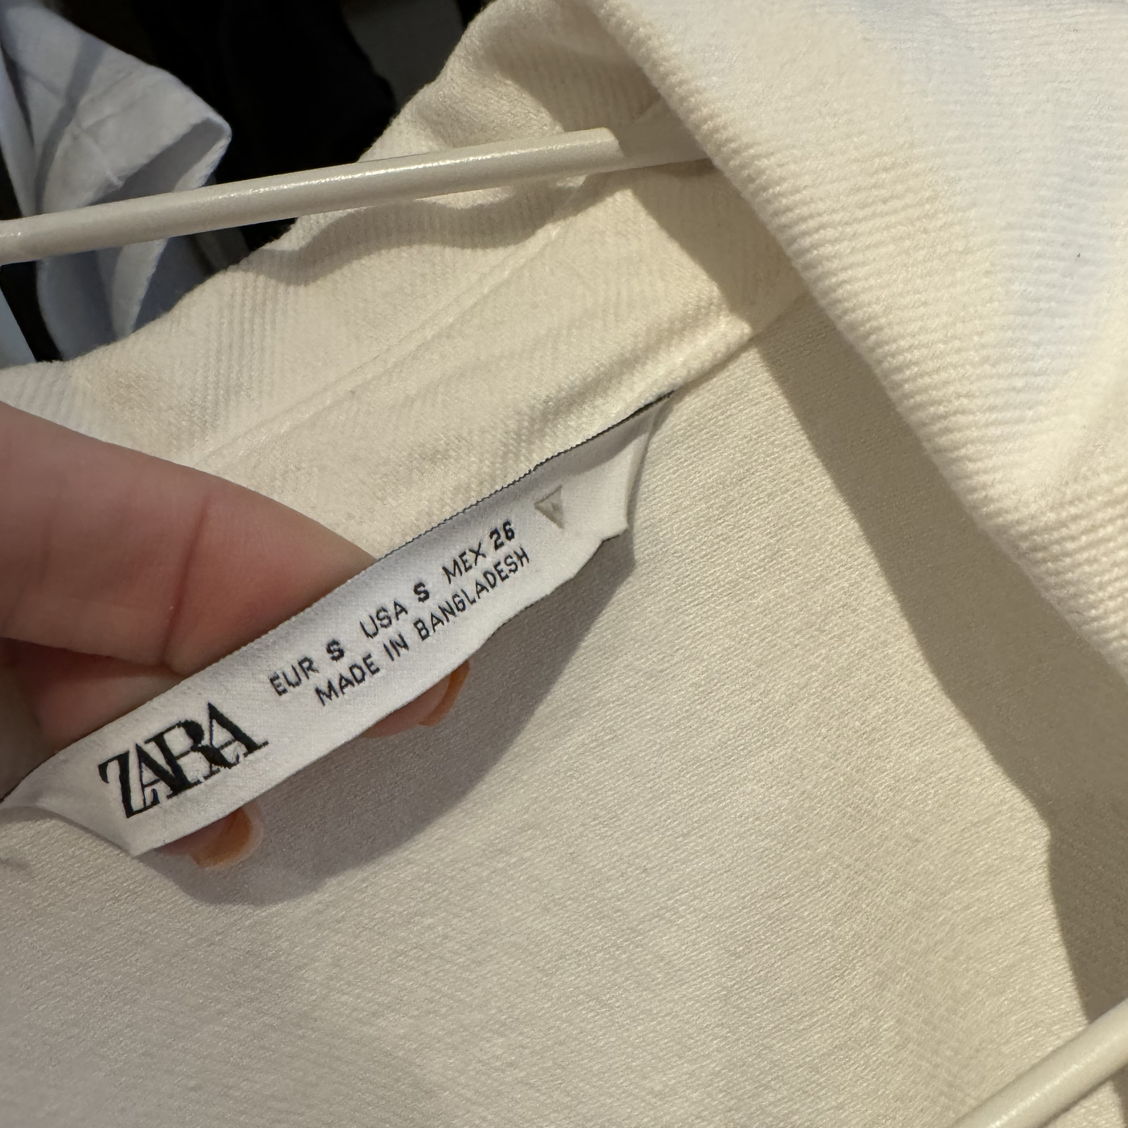 ZARA
EUR S USA S MEX 26
MADE IN BANGLADESH